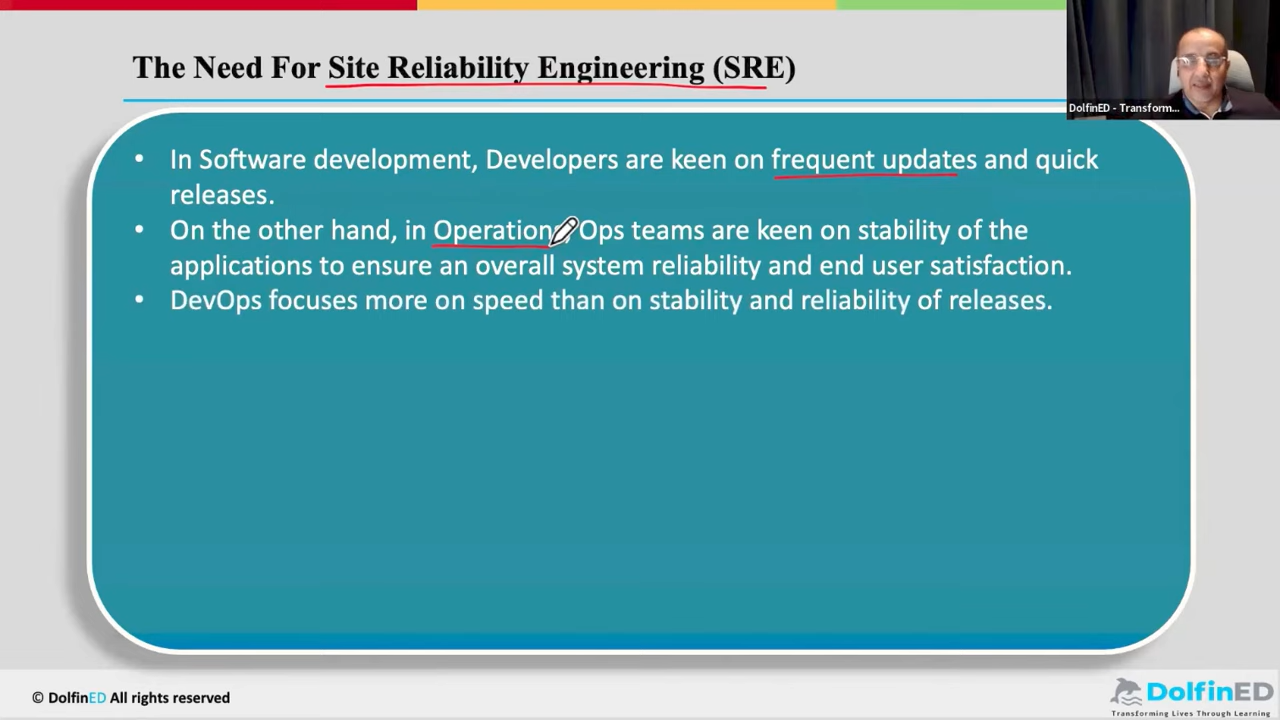 The Need For Site Reliability Engineering (SRE)
DolfinED - Transform...
• In Software development, Developers are keen on frequent updates and quick
releases.
• On the other hand, in Operation, Ops teams are keen on stability of the
applications to ensure an overall system reliability and end user satisfaction.
• DevOps focuses more on speed than on stability and reliability of releases.
© DolfinED All rights reserved
DolfinED
Transforming Lives Through Learning